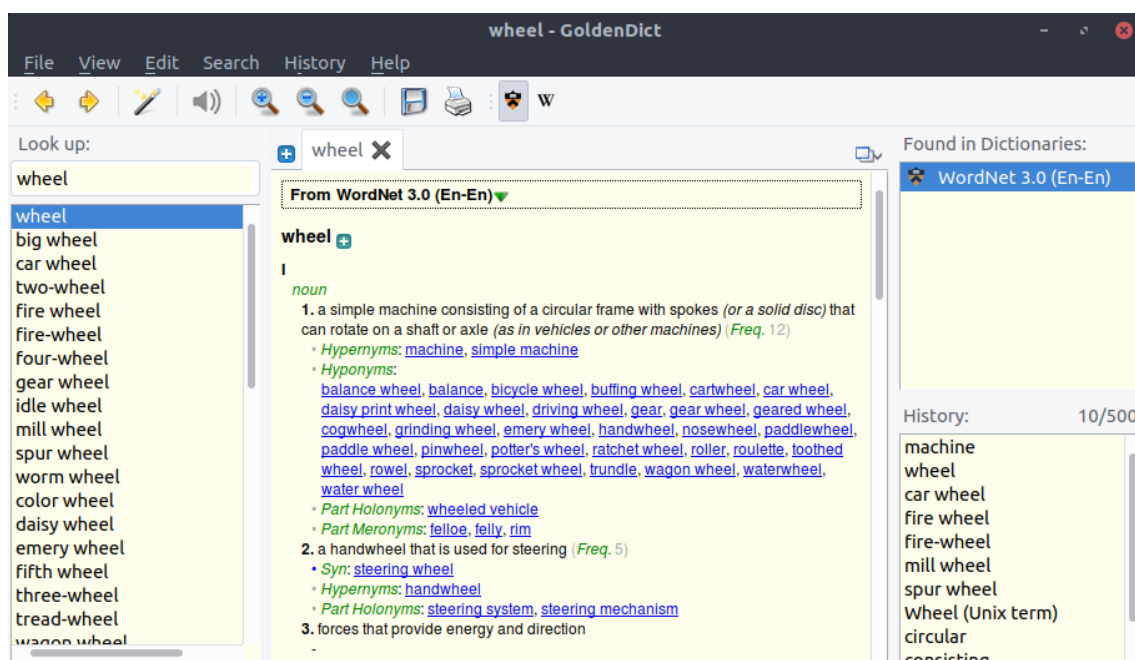 wheel - GoldenDict
File View Edit Search History Help
W
Look up:
wheel
wheel
big wheel
car wheel
two-wheel
fire wheel
fire-wheel
four-wheel
gear wheel
idle wheel
mill wheel
spur wheel
worm wheel
color wheel
daisy wheel
emery wheel
fifth wheel
three-wheel
tread-wheel
wagon wheel
wheel
From WordNet 3.0 (En-En)
wheel
I
noun
1. a simple machine consisting of a circular frame with spokes (or a solid disc) that
can rotate on a shaft or axle (as in vehicles or other machines) (Freq. 12)
• Hypernyms: machine, simple machine
• Hyponyms:
balance wheel, balance, bicycle wheel, buffing wheel, cartwheel, car wheel,
daisy print wheel, daisy wheel, driving wheel, gear, gear wheel, geared wheel,
cogwheel, grinding wheel, emery wheel, handwheel, nosewheel, paddlewheel,
paddle wheel, pinwheel, potter's wheel, ratchet wheel, roller, roulette, toothed
wheel, rowel, sprocket, sprocket wheel, trundle, wagon wheel, waterwheel,
water wheel
• Part Holonyms: wheeled vehicle
• Part Meronyms: felloe, felly, rim
2. a handwheel that is used for steering (Freq. 5)
• Syn: steering wheel
• Hypernyms: handwheel
• Part Holonyms: steering system, steering mechanism
3. forces that provide energy and direction
-
Found in Dictionaries:
WordNet 3.0 (En-En)
History: 10/500
machine
wheel
car wheel
fire wheel
fire-wheel
mill wheel
spur wheel
Wheel (Unix term)
circular
consisting